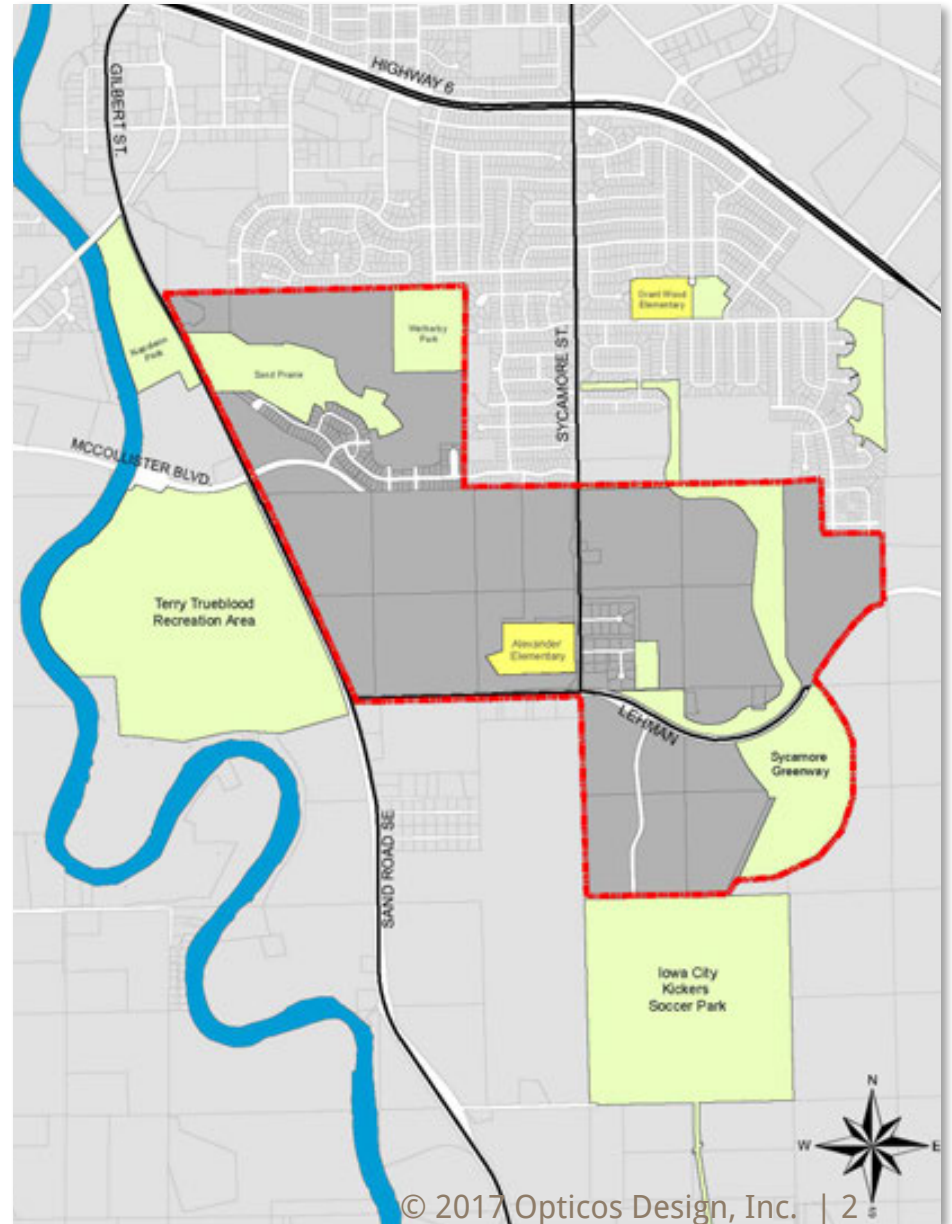 HIGHWAY 6
GILBERT ST.
Grant Wood
Elementary
Napoleon
Park
Wetherby
Park
Sand Prairie
SYCAMORE ST.
MCCOLLISTER BLVD.
Terry Trueblood
Recreation Area
Alexander
Elementary
LEHMAN
Sycamore
Greenway
SAND ROAD SE
Iowa City
Kickers
Soccer Park
N
W
E
S
© 2017 Opticos Design, Inc. | 2